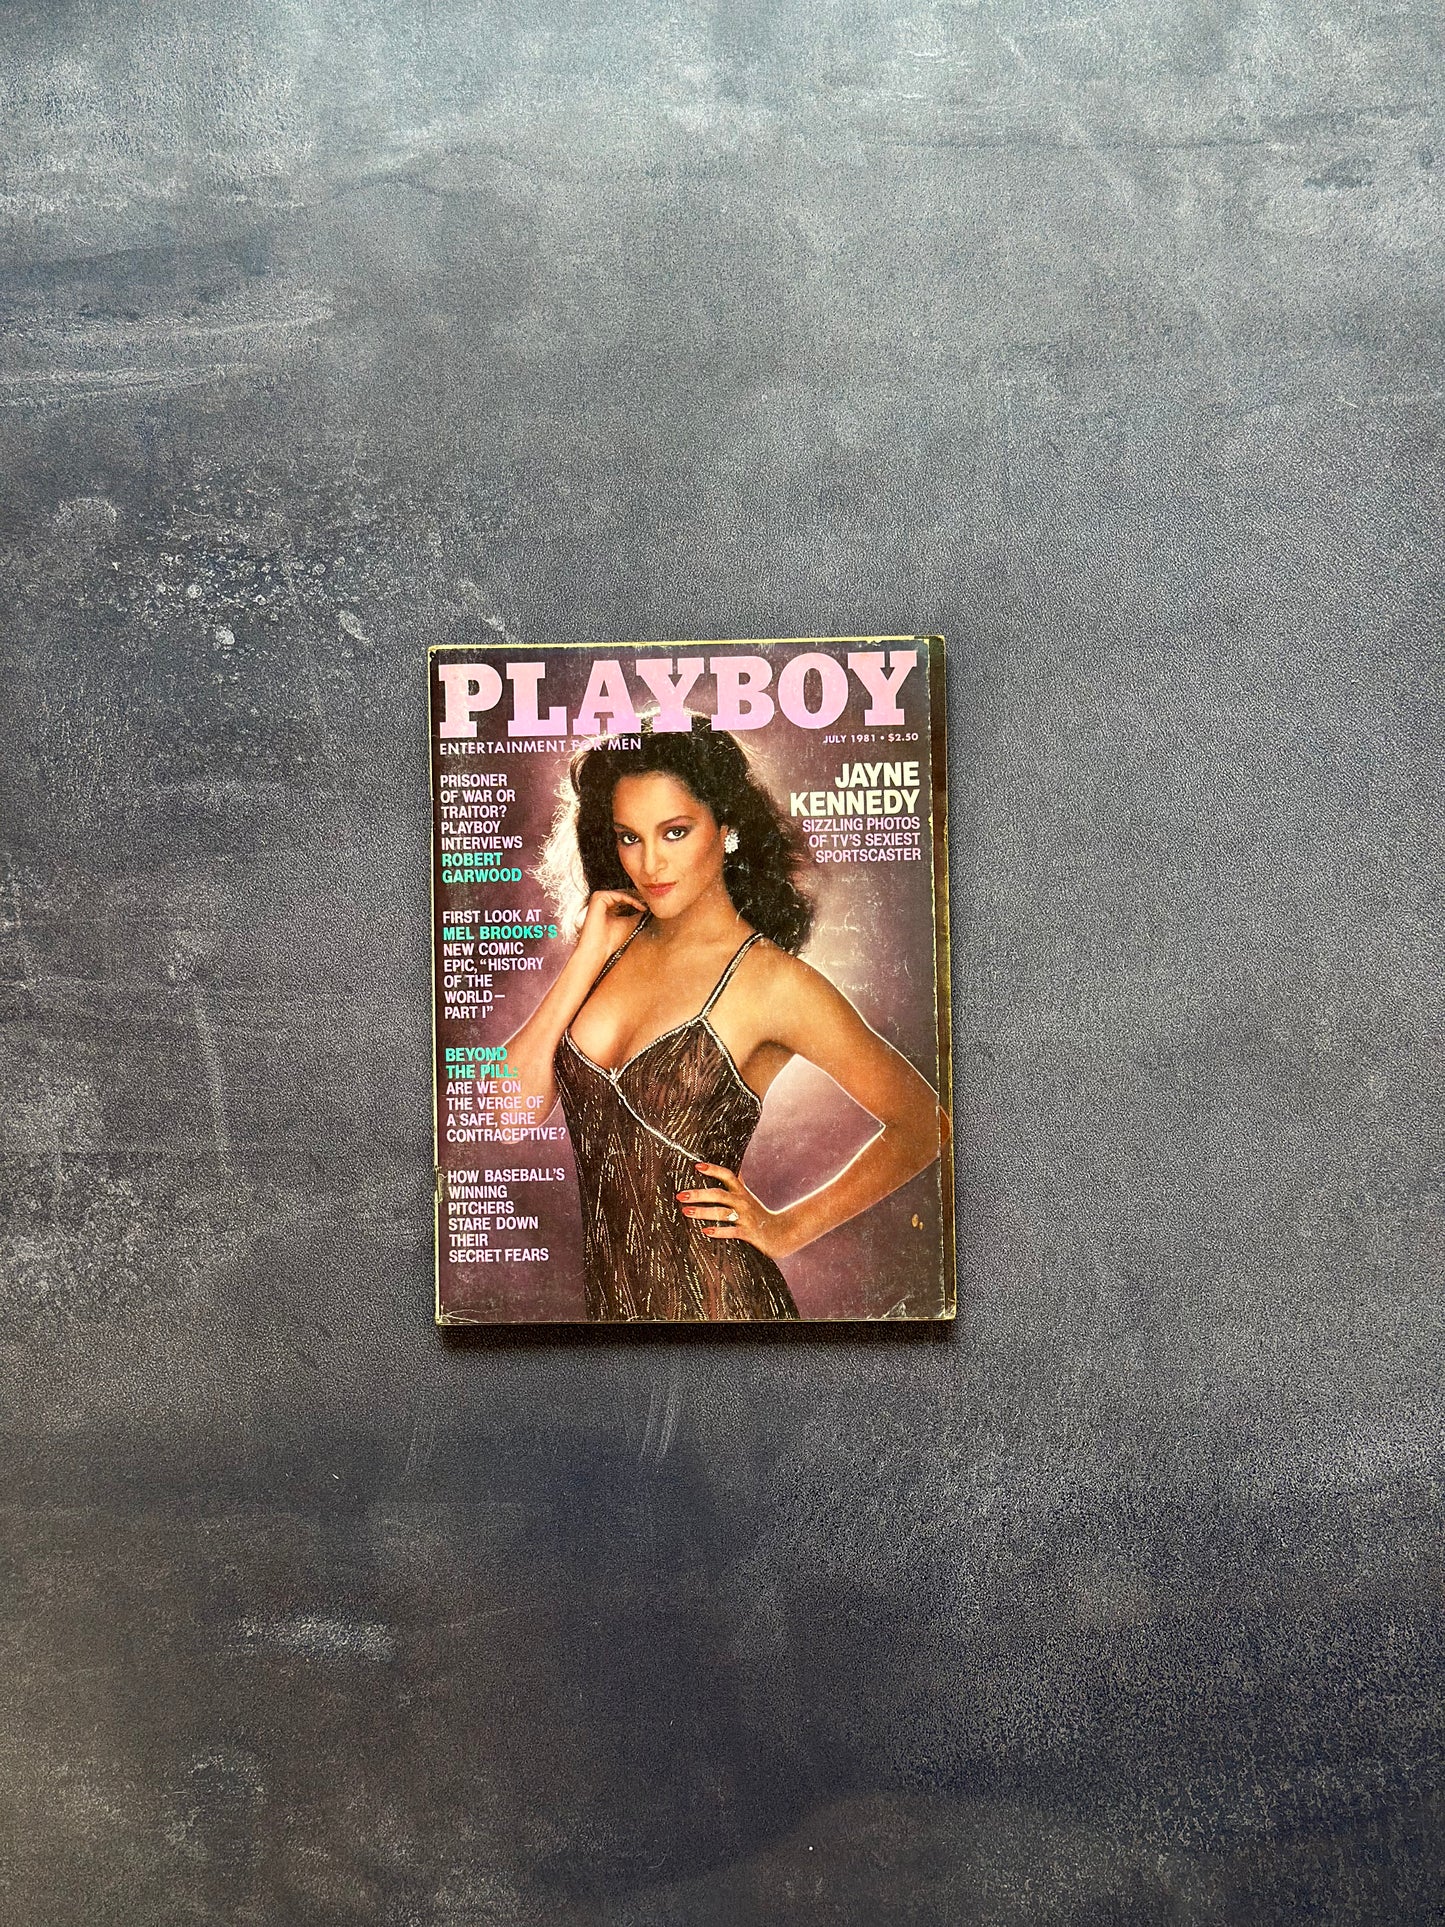 PLAYBOY
ENTERTAINMENT FOR MEN
JULY 1981 • $2.50
PRISONER
OF WAR OR
TRAITOR?
PLAYBOY
INTERVIEWS
ROBERT
GARWOOD
JAYNE
KENNEDY
SIZZLING PHOTOS
OF TV'S SEXIEST
SPORTSCASTER
FIRST LOOK AT
MEL BROOKS'S
NEW COMIC
EPIC, "HISTORY
OF THE
WORLD—
PART I"
BEYOND
THE PILL:
ARE WE ON
THE VERGE OF
A SAFE, SURE
CONTRACEPTIVE?
HOW BASEBALL'S
WINNING
PITCHERS
STARE DOWN
THEIR
SECRET FEARS